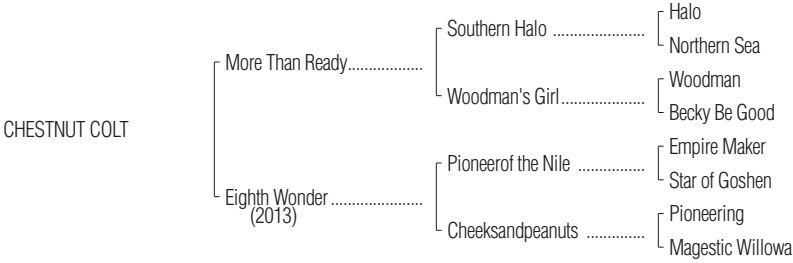 Halo
Southern Halo .....................
Northern Sea
More Than Ready..................
Woodman
Woodman's Girl....................
Becky Be Good
CHESTNUT COLT
Empire Maker
Pioneerof the Nile ................
Star of Goshen
Eighth Wonder ......................
(2013)
Pioneering
Cheeksandpeanuts ..............
Magestic Willowa